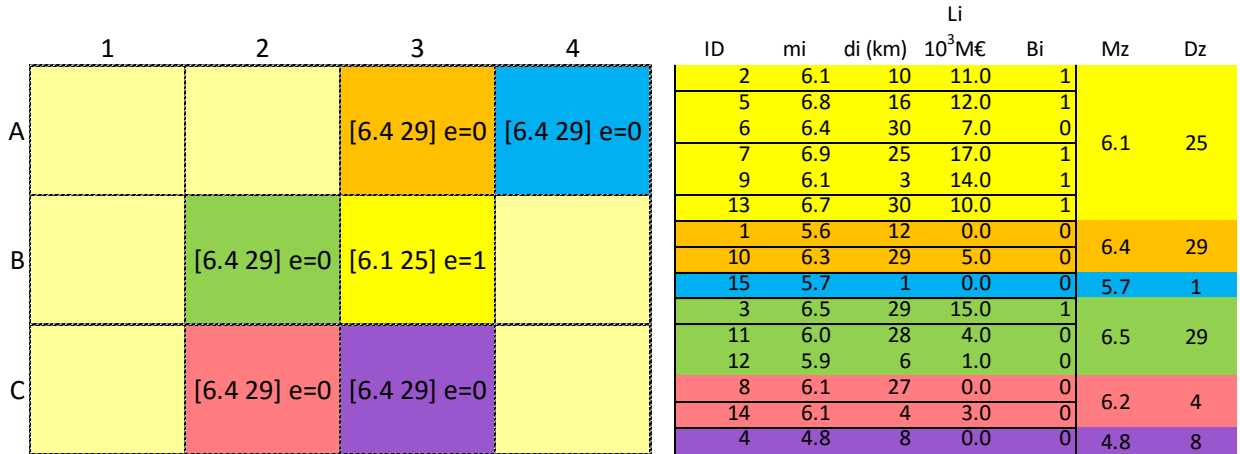 1 2 3 4
A [6.4 29] e=0 [6.4 29] e=0
B [6.4 29] e=0 [6.1 25] e=1
C [6.4 29] e=0 [6.4 29] e=0
Li
ID mi di (km) 10³M€ Bi Mz Dz
2 6.1 10 11.0 1
5 6.8 16 12.0 1
6 6.4 30 7.0 0
6.1 25
7 6.9 25 17.0 1
9 6.1 3 14.0 1
13 6.7 30 10.0 1
1 5.6 12 0.0 0
6.4 29
10 6.3 29 5.0 0
15 5.7 1 0.0 0 5.7 1
3 6.5 29 15.0 1
11 6.0 28 4.0 0 6.5 29
12 5.9 6 1.0 0
8 6.1 27 0.0 0
6.2 4
14 6.1 4 3.0 0
4 4.8 8 0.0 0 4.8 8